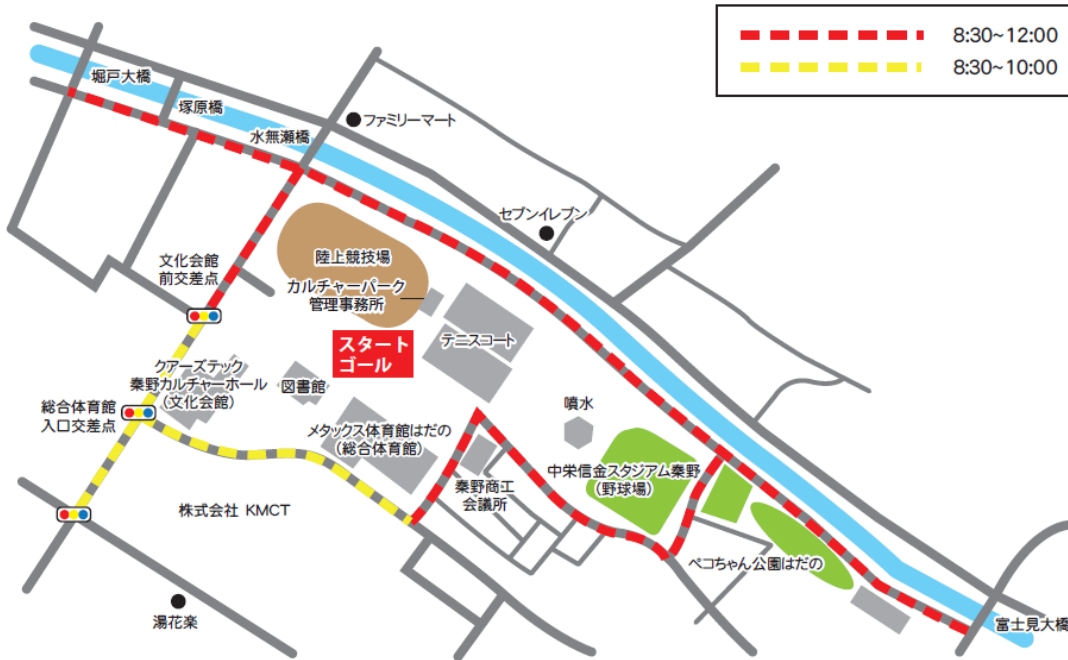 8:30~12:00
8:30~10:00
堀戸大橋
塚原橋
水無瀬橋
ファミリーマート
セブンイレブン
文化会館
前交差点
陸上競技場
カルチャーパーク
管理事務所
テニスコート
スタート
ゴール
クアーズテック
秦野カルチャーホール
(文化会館)
図書館
総合体育館
入口交差点
メタックス体育館はだの
(総合体育館)
噴水
中栄信金スタジアム秦野
(野球場)
秦野商工
会議所
株式会社 KMCT
ペコちゃん公園はだの
湯花楽
富士見大橋